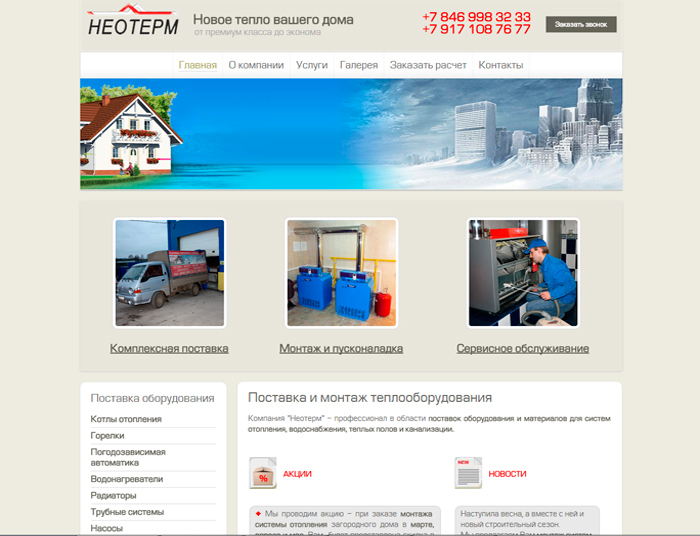 НЕОТЕРМ
Новое тепло вашего дома
от премиум класса до эконома
+7 846 998 32 33
+7 917 108 76 77
Заказать звонок
Главная О компании Услуги Галерея Заказать расчет Контакты
Комплексная поставка Монтаж и пусконаладка Сервисное обслуживание
Поставка оборудования
Котлы отопления
Горелки
Погодозависимая
автоматика
Водонагреватели
Радиаторы
Трубные системы
Насосы
Поставка и монтаж теплооборудования
Компания "Неотерм" – профессионал в области поставок оборудования и материалов для систем
отопления, водоснабжения, теплых полов и канализации.
%
АКЦИИ
NEW
НОВОСТИ
Мы проводим акцию – при заказе монтажа
системы отопления загородного дома в марте,
Наступила весна, а вместе с ней и
новый строительный сезон.